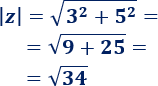 |z| = √(3² + 5²) =
= √(9 + 25) =
= √34